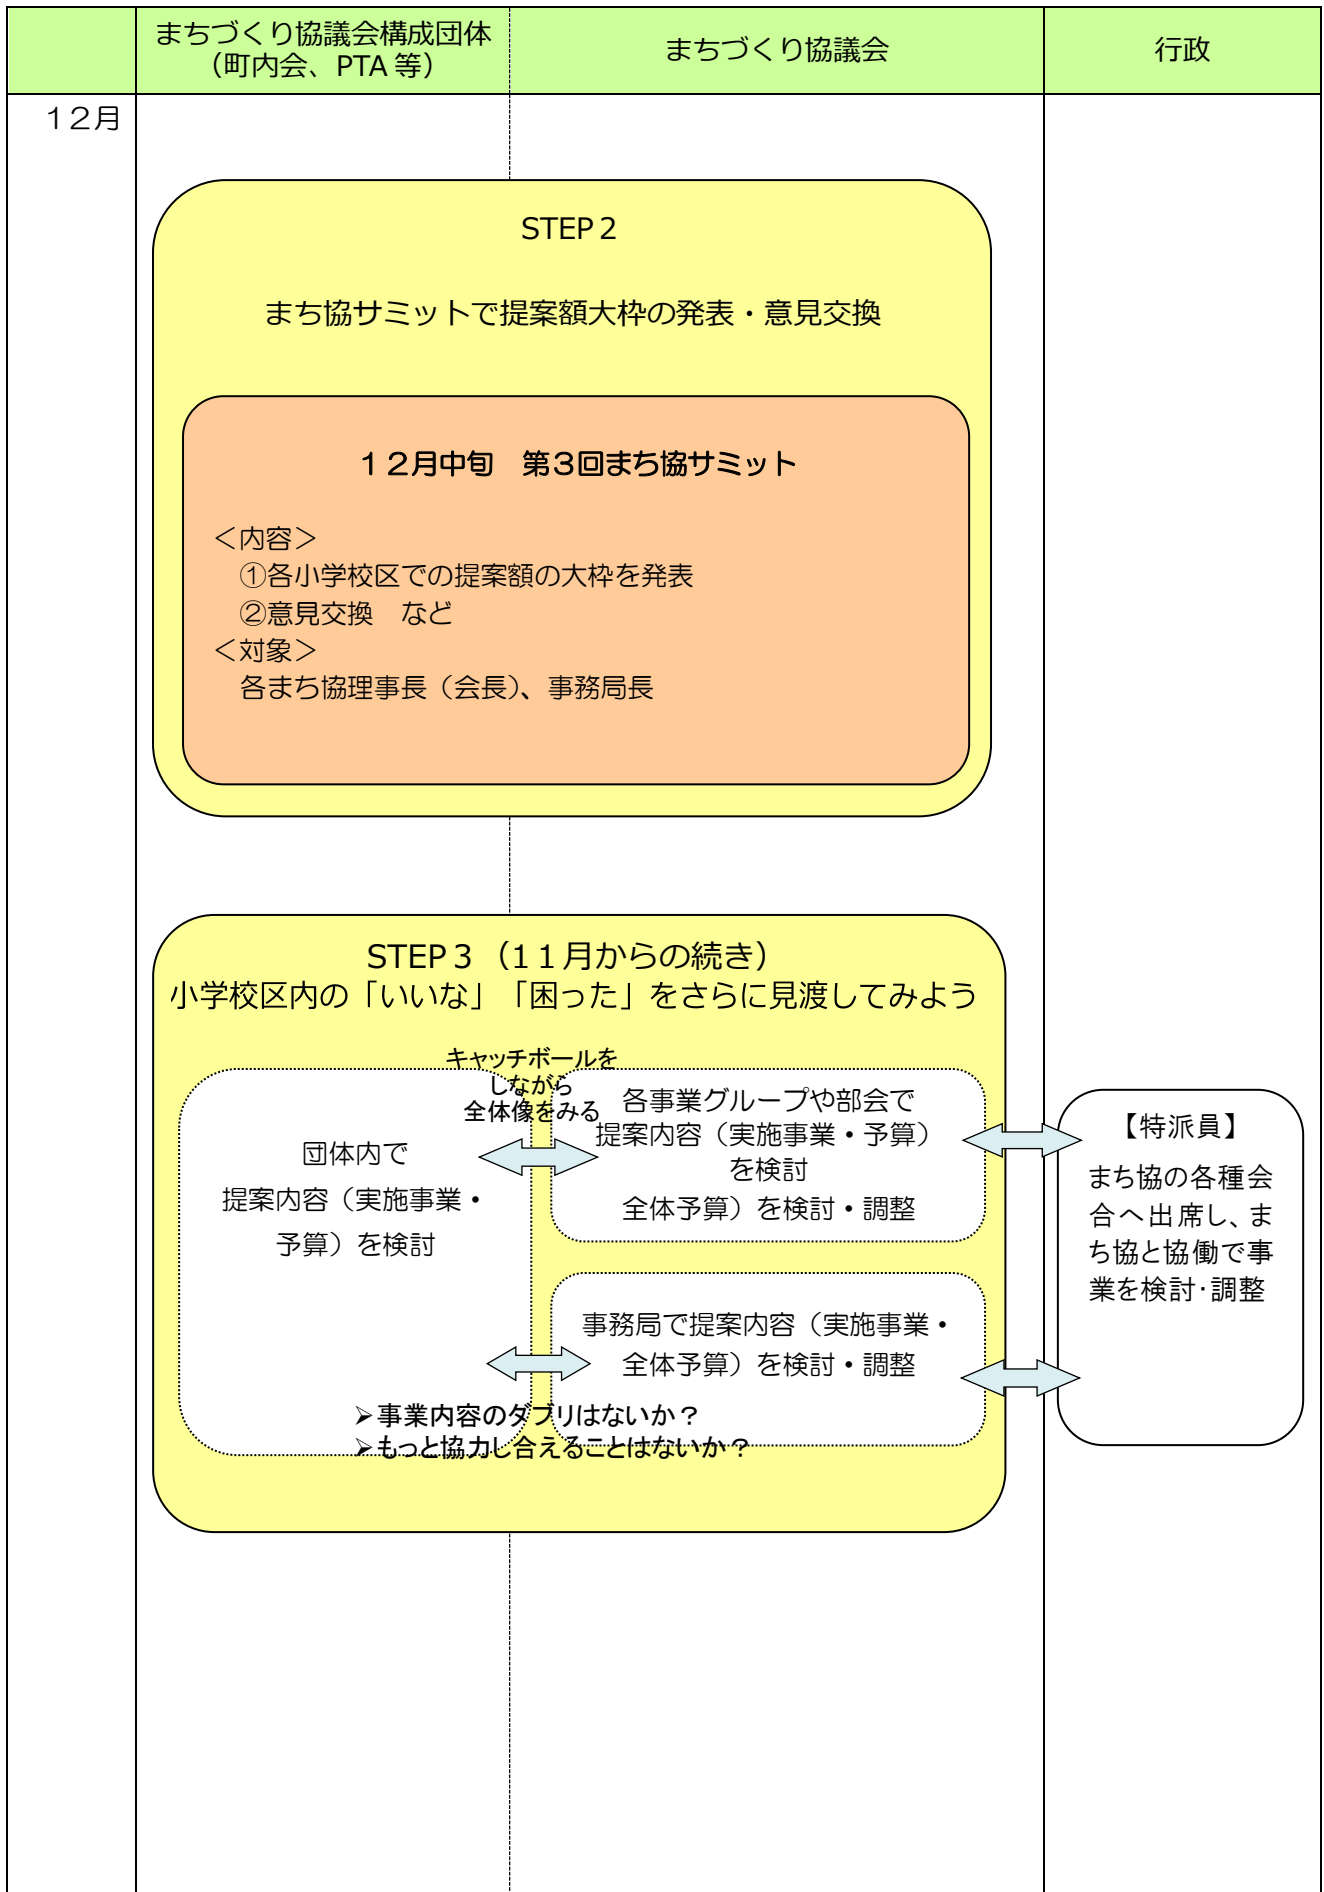 まちづくり協議会構成団体
（町内会、PTA等）
まちづくり協議会
行政
１２月
STEP２
まち協サミットで提案額大枠の発表・意見交換
１２月中旬　第３回まち協サミット
＜内容＞
①各小学校区での提案額の大枠を発表
②意見交換　など
＜対象＞
各まち協理事長（会長）、事務局長
STEP３（１１月からの続き）
小学校区内の「いいな」「困った」をさらに見渡してみよう
キャッチボールを
しながら
全体像をみる
団体内で
提案内容（実施事業・
予算）を検討
各事業グループや部会で
提案内容（実施事業・予算）
を検討
全体予算）を検討・調整
事務局で提案内容（実施事業・
全体予算）を検討・調整
➢事業内容のダブリはないか？
➢もっと協力し合えることはないか？
【特派員】
まち協の各種会
合へ出席し、ま
ち協と協働で事
業を検討･調整